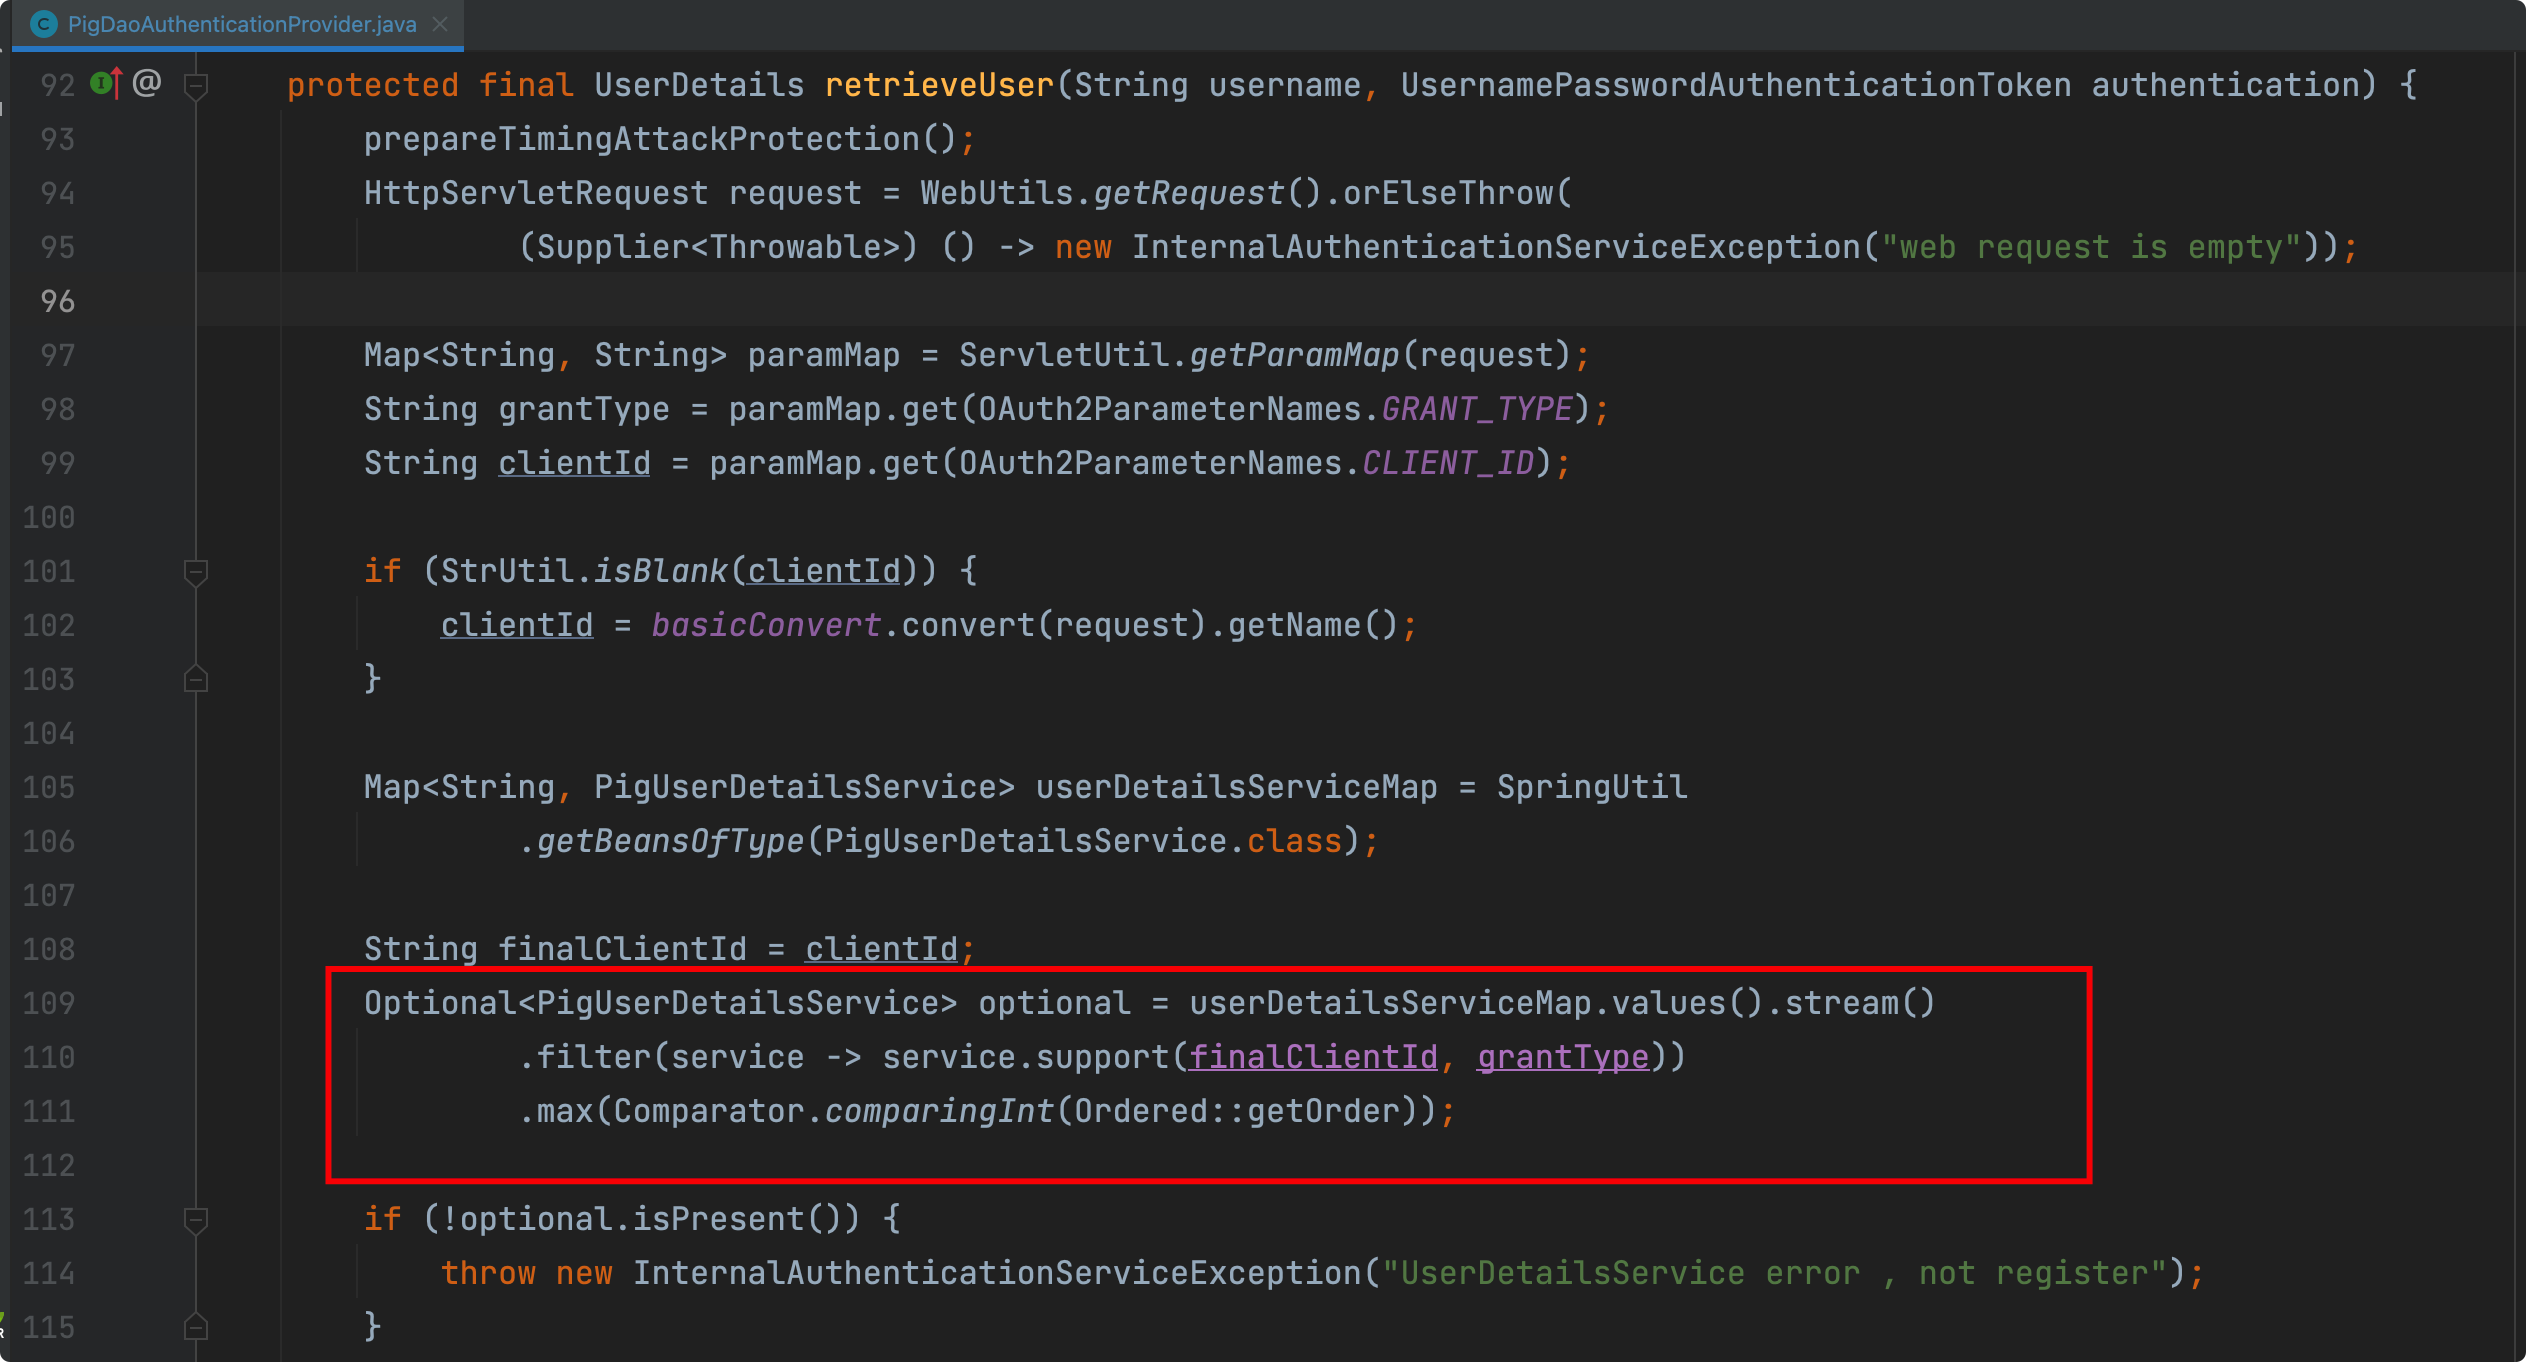 PigDaoAuthenticationProvider.java
92 @ protected final UserDetails retrieveUser(String username, UsernamePasswordAuthenticationToken authentication) {
93 prepareTimingAttackProtection();
94 HttpServletRequest request = WebUtils.getRequest().orElseThrow(
95 (Supplier<Throwable>) () -> new InternalAuthenticationServiceException("web request is empty"));
96
97 Map<String, String> paramMap = ServletUtil.getParamMap(request);
98 String grantType = paramMap.get(OAuth2ParameterNames.GRANT_TYPE);
99 String clientId = paramMap.get(OAuth2ParameterNames.CLIENT_ID);
100
101 if (StrUtil.isBlank(clientId)) {
102 clientId = basicConvert.convert(request).getName();
103 }
104
105 Map<String, PigUserDetailsService> userDetailsServiceMap = SpringUtil
106 .getBeansOfType(PigUserDetailsService.class);
107
108 String finalClientId = clientId;
109 Optional<PigUserDetailsService> optional = userDetailsServiceMap.values().stream()
110 .filter(service -> service.support(finalClientId, grantType))
111 .max(Comparator.comparingInt(Ordered::getOrder));
112
113 if (!optional.isPresent()) {
114 throw new InternalAuthenticationServiceException("UserDetailsService error , not register");
115 }